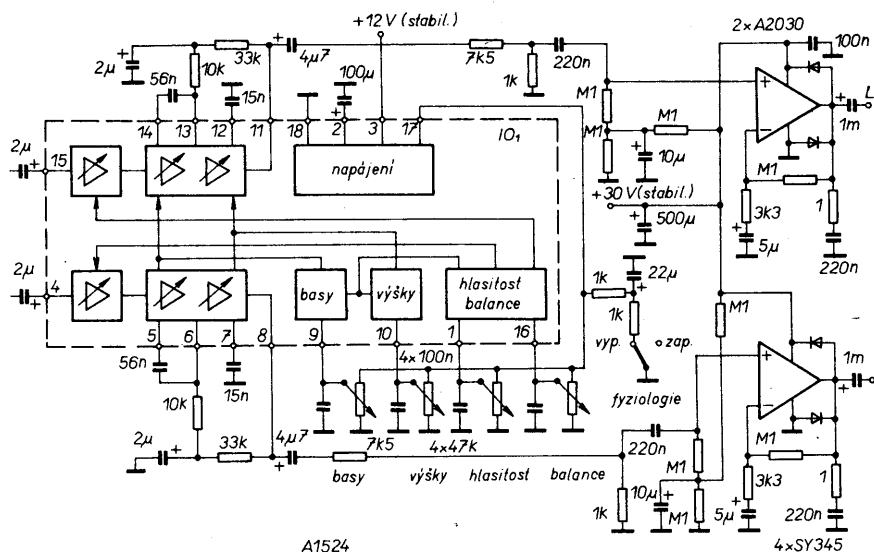 +12V (stabil.)
2×A2030
2µ
33k
4µ7
7k5
220n
100n
10k
1k
56n
15n
100µ
M1
L
1m
14
13
12
11
18
2
3
17
IO₁
M1
M1
2µ
15
napájení
10µ
M1
+30V (stabil.)
3k3
1
500µ
5µ
220n
2µ
4
22µ
1k
basy
výšky
hlasitost
balance
1k
M1
5
6
7
8
9
10
1
16
vyp.
zap.
1m
56n
15n
4×100n
fyziologie
10k
2µ
33k
4µ7
7k5
4×47k
220n
M1
M1
3k3
1
basy
výšky
hlasitost
balance
1k
10µ
M1
5µ
220n
A1524
4×SY345